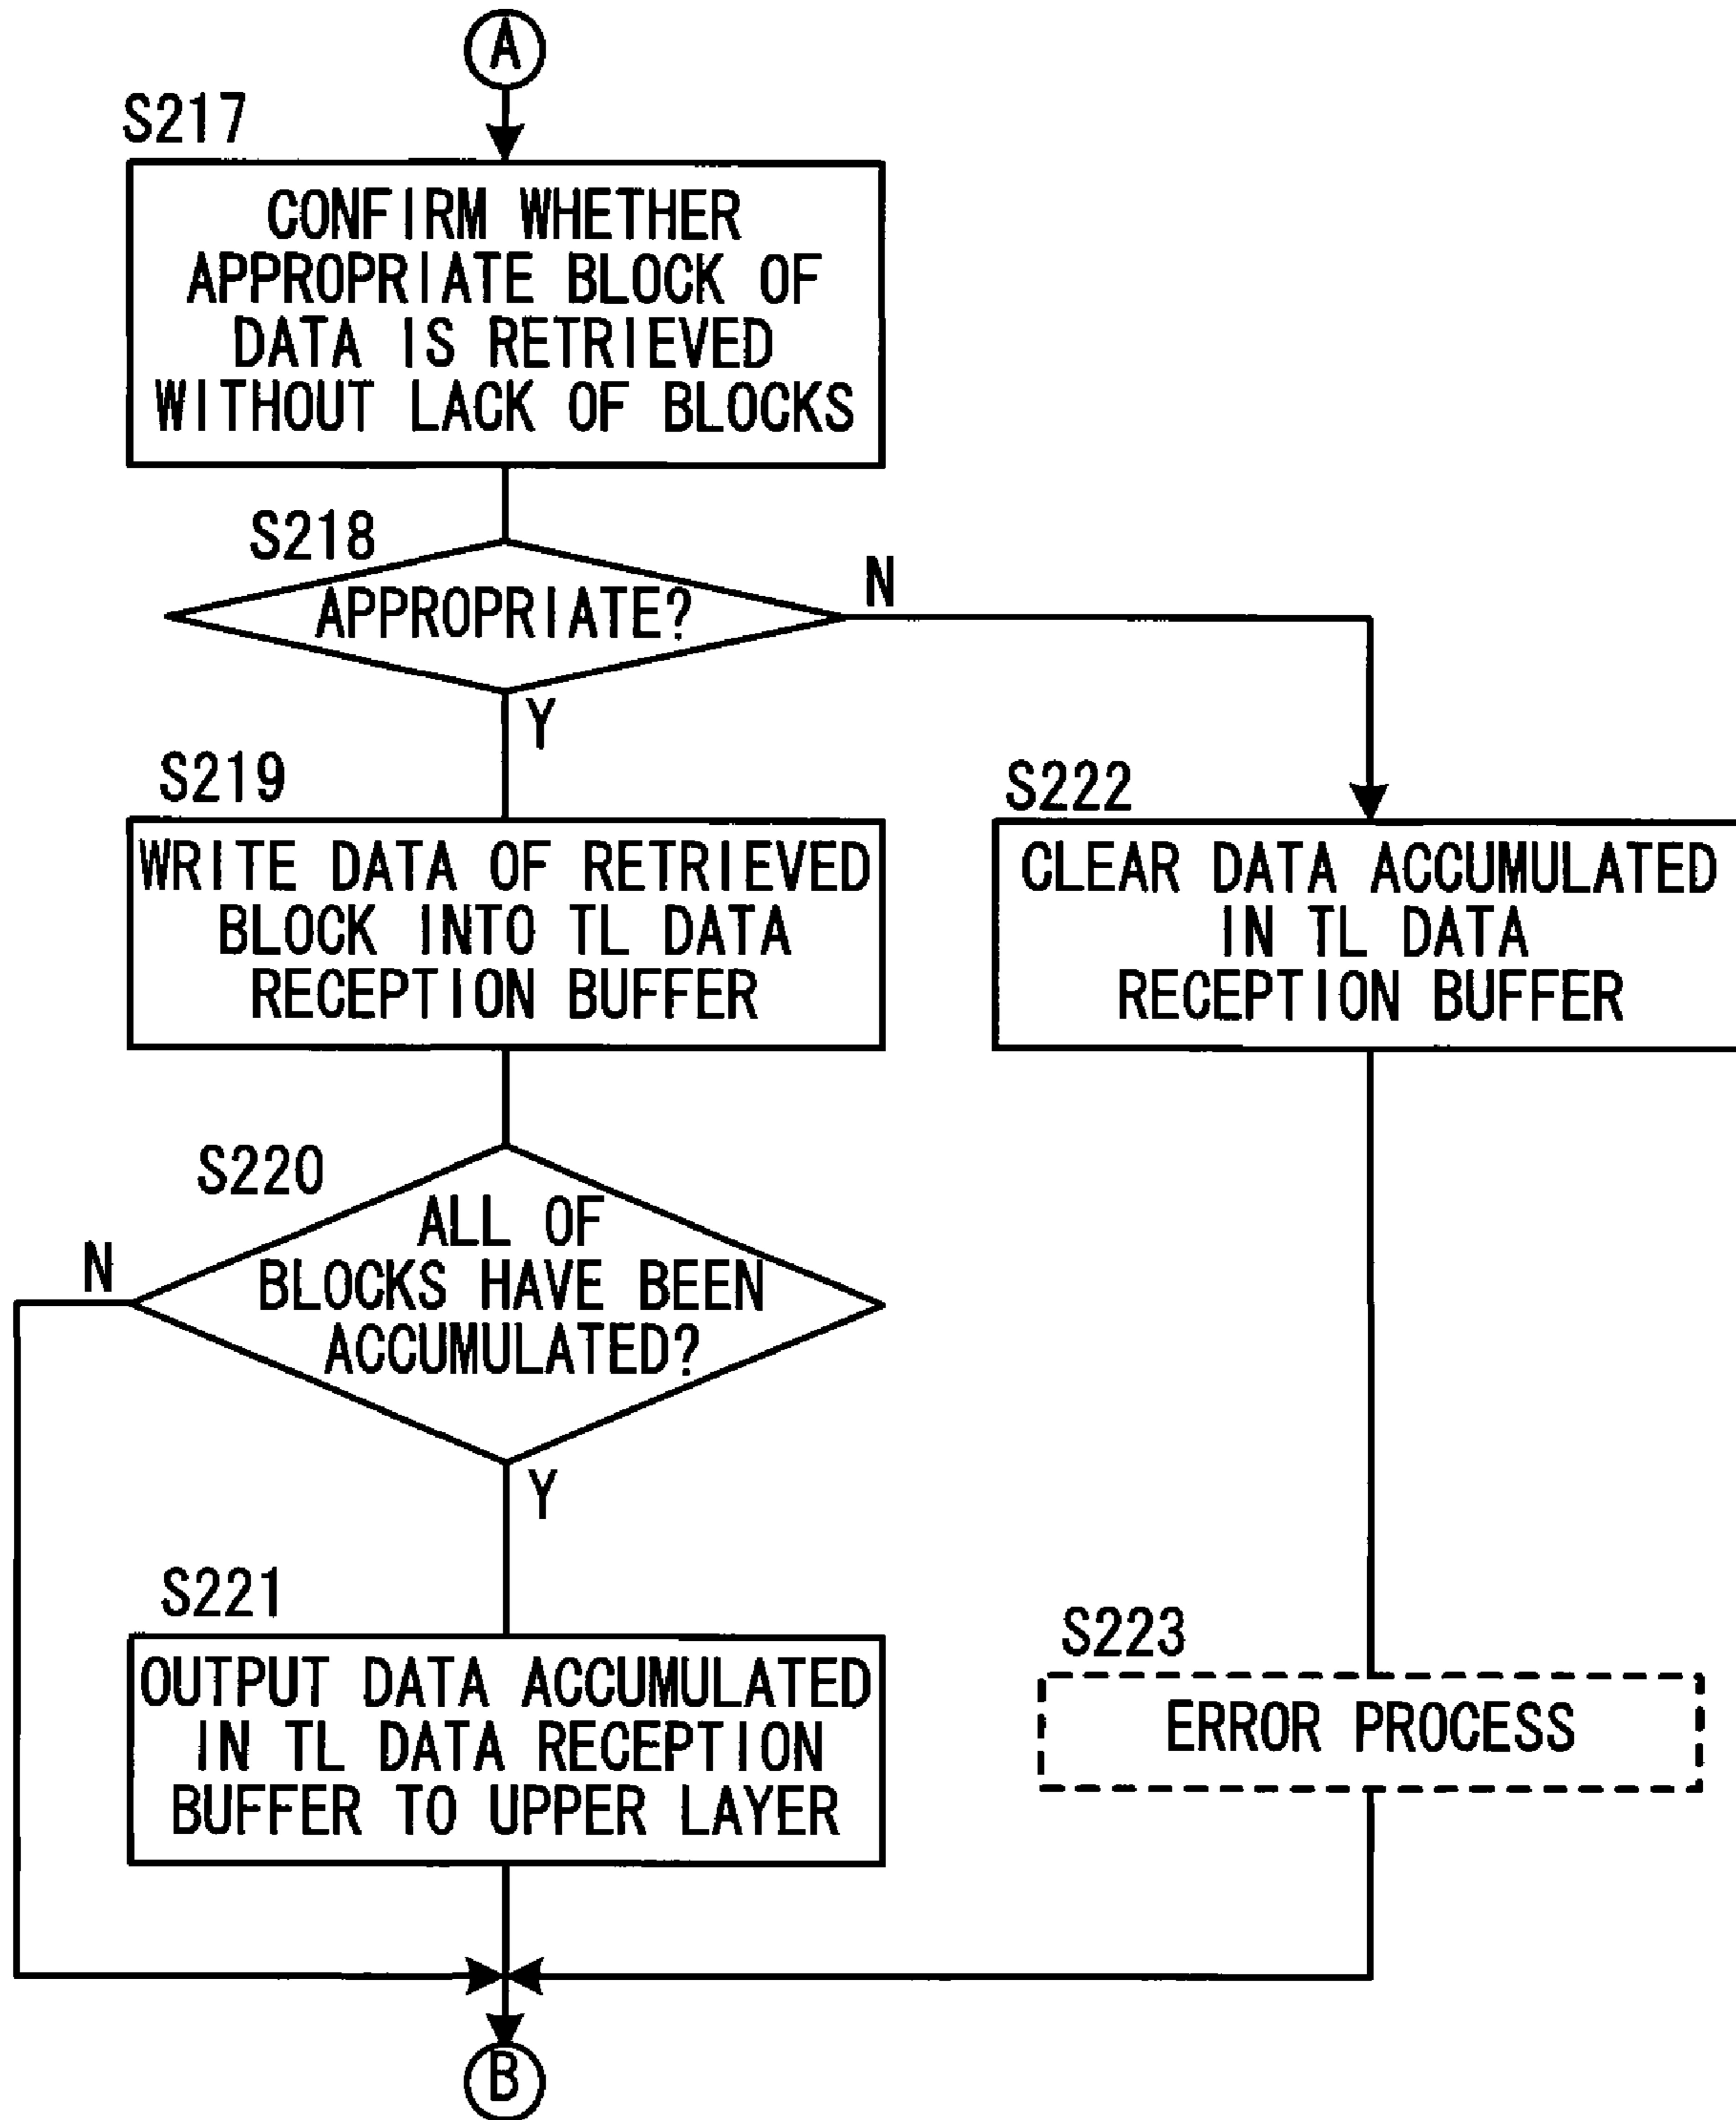 A
S217
CONFIRM WHETHER
APPROPRIATE BLOCK OF
DATA IS RETRIEVED
WITHOUT LACK OF BLOCKS
S218
APPROPRIATE?
N
Y
S219
WRITE DATA OF RETRIEVED
BLOCK INTO TL DATA
RECEPTION BUFFER
S222
CLEAR DATA ACCUMULATED
IN TL DATA
RECEPTION BUFFER
S220
ALL OF
BLOCKS HAVE BEEN
ACCUMULATED?
N
Y
S221
OUTPUT DATA ACCUMULATED
IN TL DATA RECEPTION
BUFFER TO UPPER LAYER
S223
ERROR PROCESS
B